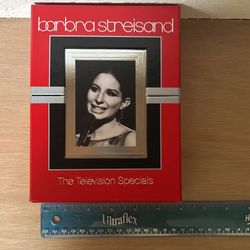 barbra streisand
The Television Specials
Ultraflex